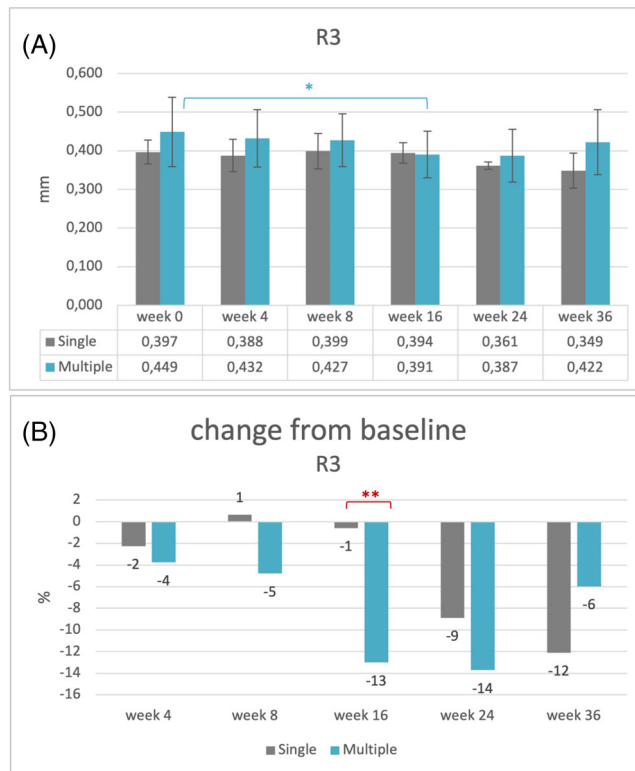 (A)
R3
0,600
0,500
*
0,400
0,300
0,200
0,100
0,000
mm
week 0 week 4 week 8 week 16 week 24 week 36
Single 0,397 0,388 0,399 0,394 0,361 0,349
Multiple 0,449 0,432 0,427 0,391 0,387 0,422
(B)
change from baseline
R3
2
0
-2
-4
-6
-8
-10
-12
-14
-16
%
**
-2 -4 1 -5 -1 -13 -9 -14 -12 -6
week 4 week 8 week 16 week 24 week 36
Single Multiple